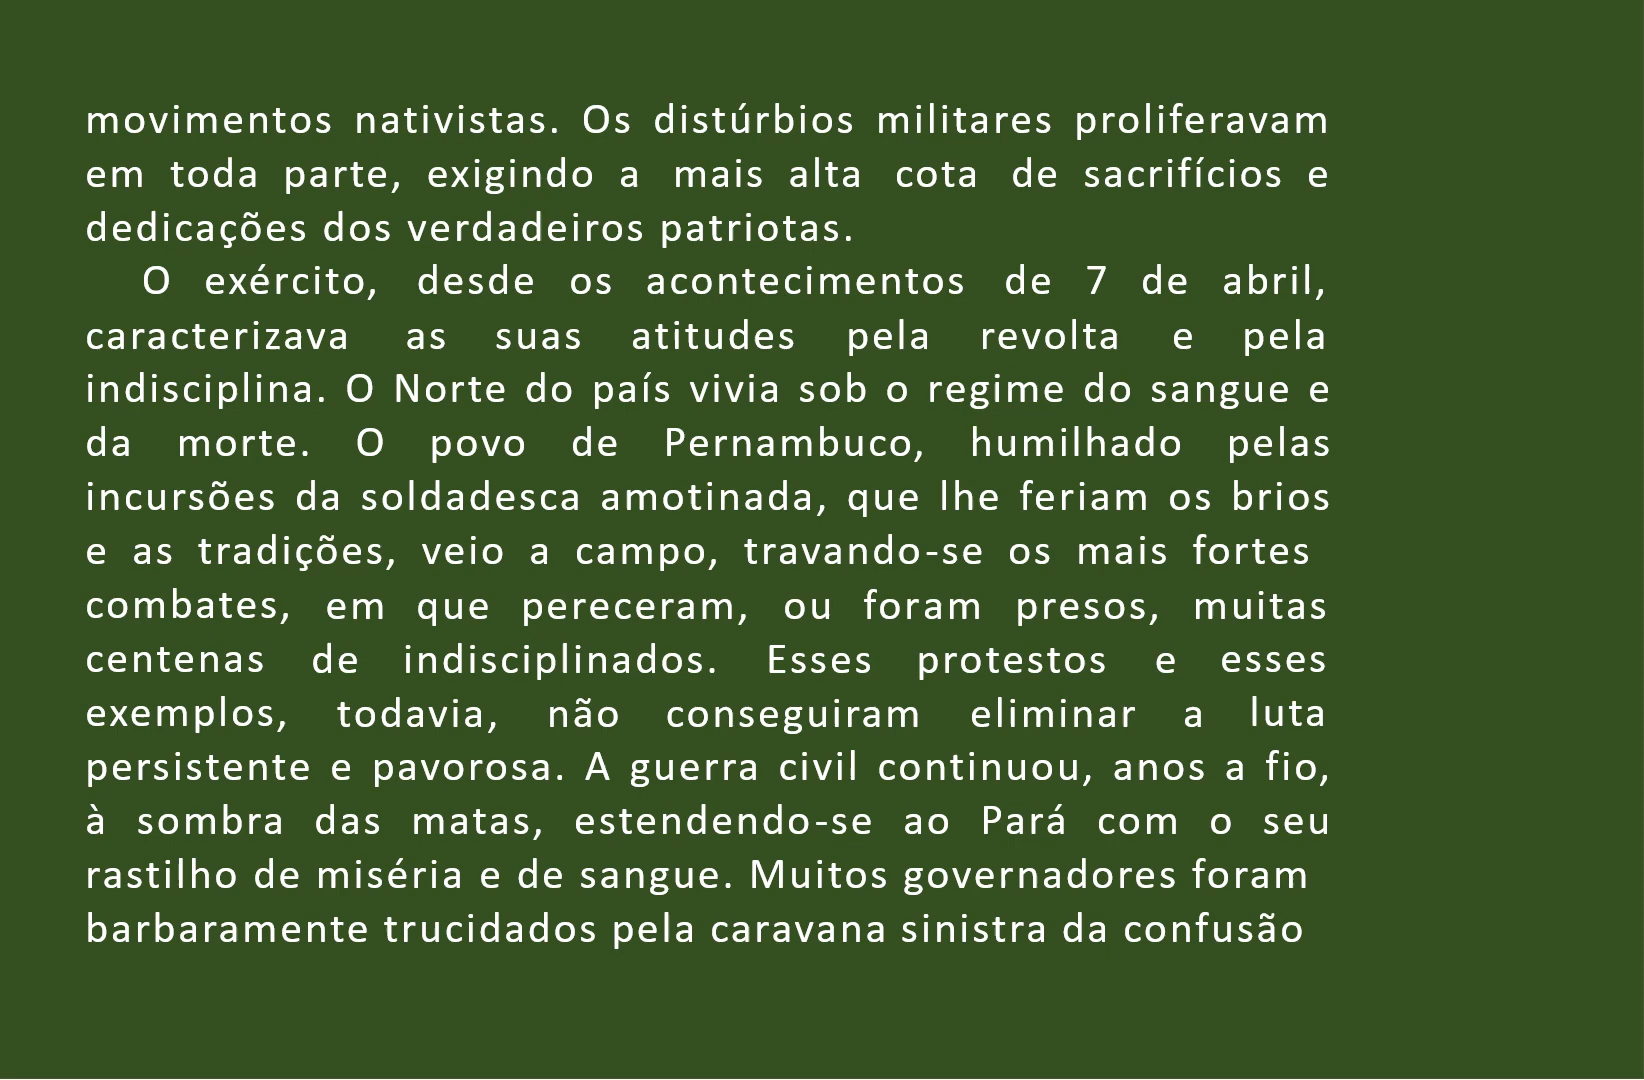 movimentos nativistas. Os distúrbios militares proliferavam
em toda parte, exigindo a mais alta cota de sacrifícios e
dedicações dos verdadeiros patriotas.
O exército, desde os acontecimentos de 7 de abril,
caracterizava as suas atitudes pela revolta e pela
indisciplina. O Norte do país vivia sob o regime do sangue e
da morte. O povo de Pernambuco, humilhado pelas
incursões da soldadesca amotinada, que lhe feriam os brios
e as tradições, veio a campo, travando-se os mais fortes
combates, em que pereceram, ou foram presos, muitas
centenas de indisciplinados. Esses protestos e esses
exemplos, todavia, não conseguiram eliminar a luta
persistente e pavorosa. A guerra civil continuou, anos a fio,
à sombra das matas, estendendo-se ao Pará com o seu
rastilho de miséria e de sangue. Muitos governadores foram
barbaramente trucidados pela caravana sinistra da confusão